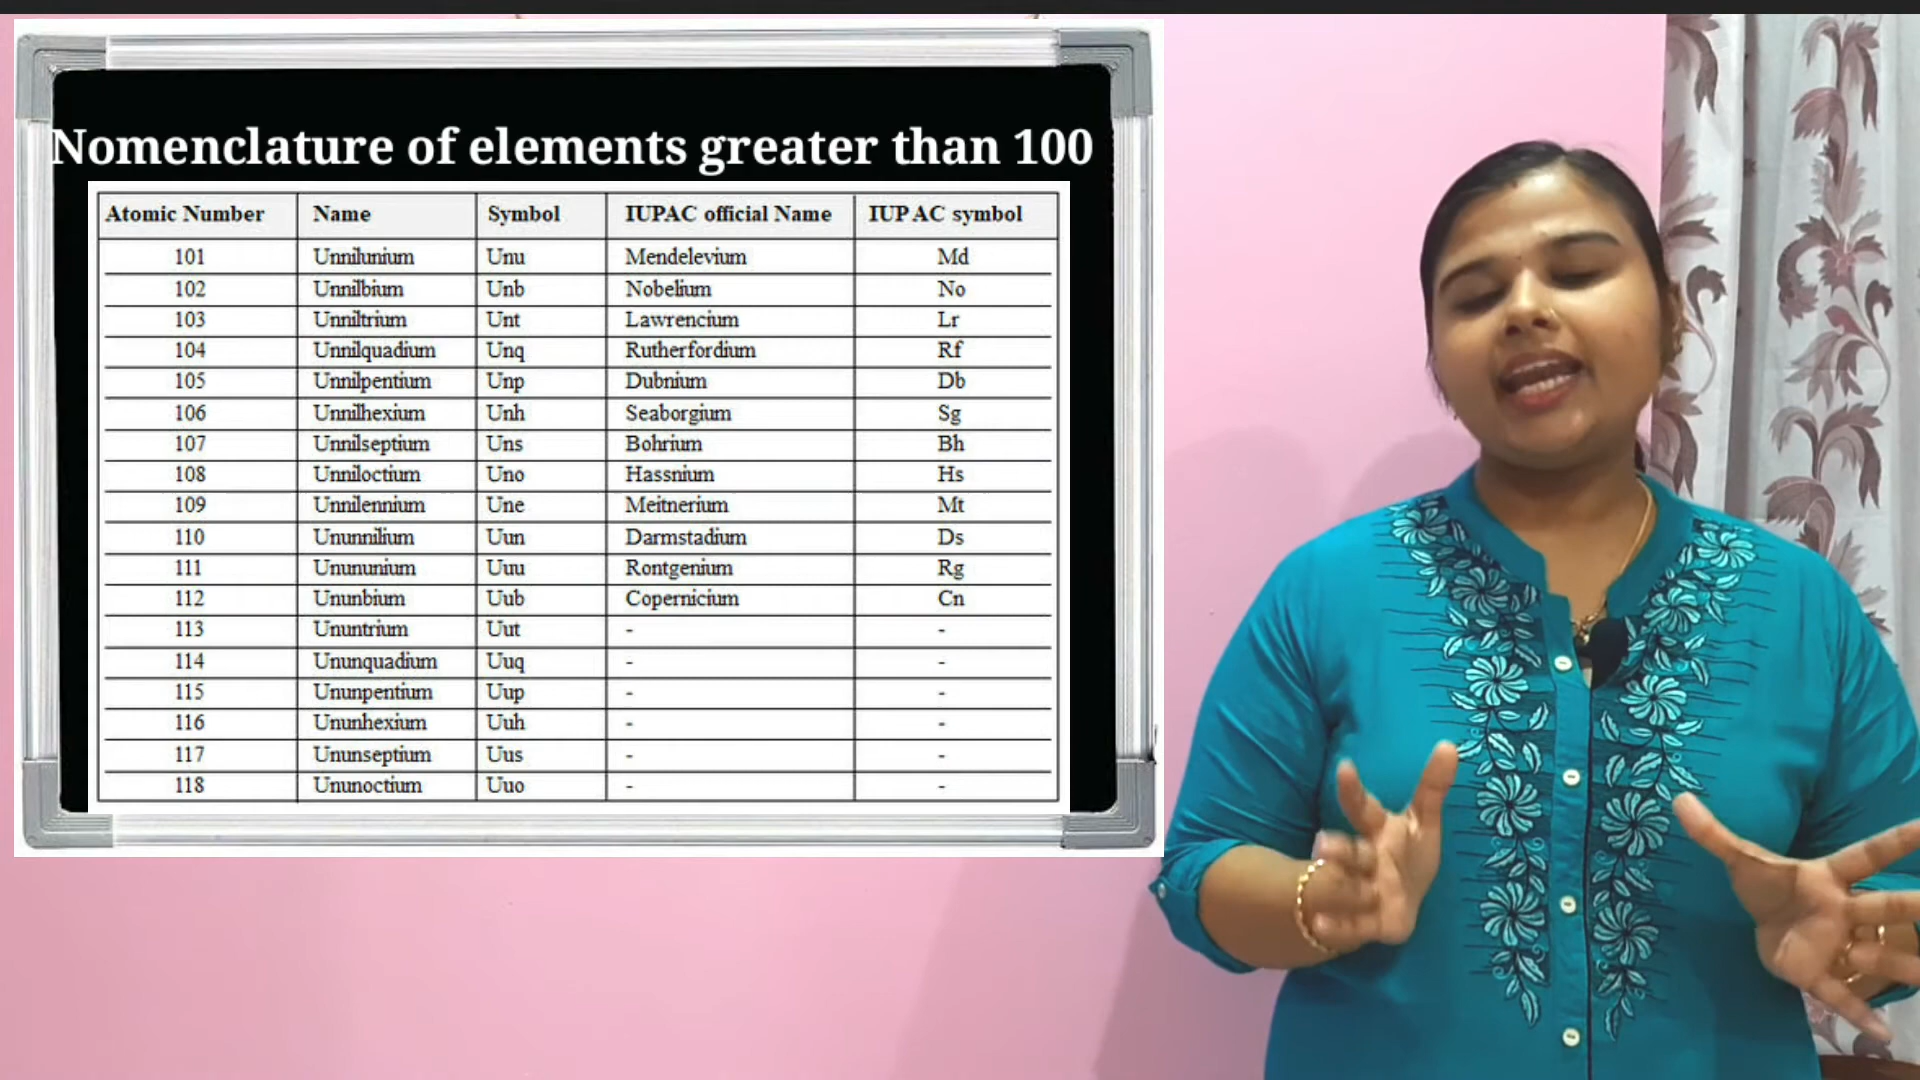 Nomenclature of elements greater than 100
Atomic Number Name Symbol IUPAC official Name IUPAC symbol
101 Unnilunium Unu Mendelevium Md
102 Unnilbium Unb Nobelium No
103 Unniltrium Unt Lawrencium Lr
104 Unnilquadium Unq Rutherfordium Rf
105 Unnilpentium Unp Dubnium Db
106 Unnilhexium Unh Seaborgium Sg
107 Unnilseptium Uns Bohrium Bh
108 Unniloctium Uno Hassnium Hs
109 Unnilennium Une Meitnerium Mt
110 Ununnilium Uun Darmstadium Ds
111 Unununium Uuu Rontgenium Rg
112 Ununbium Uub Copernicium Cn
113 Ununtrium Uut - -
114 Ununquadium Uuq - -
115 Ununpentium Uup - -
116 Ununhexium Uuh - -
117 Ununseptium Uus - -
118 Ununoctium Uuo - -